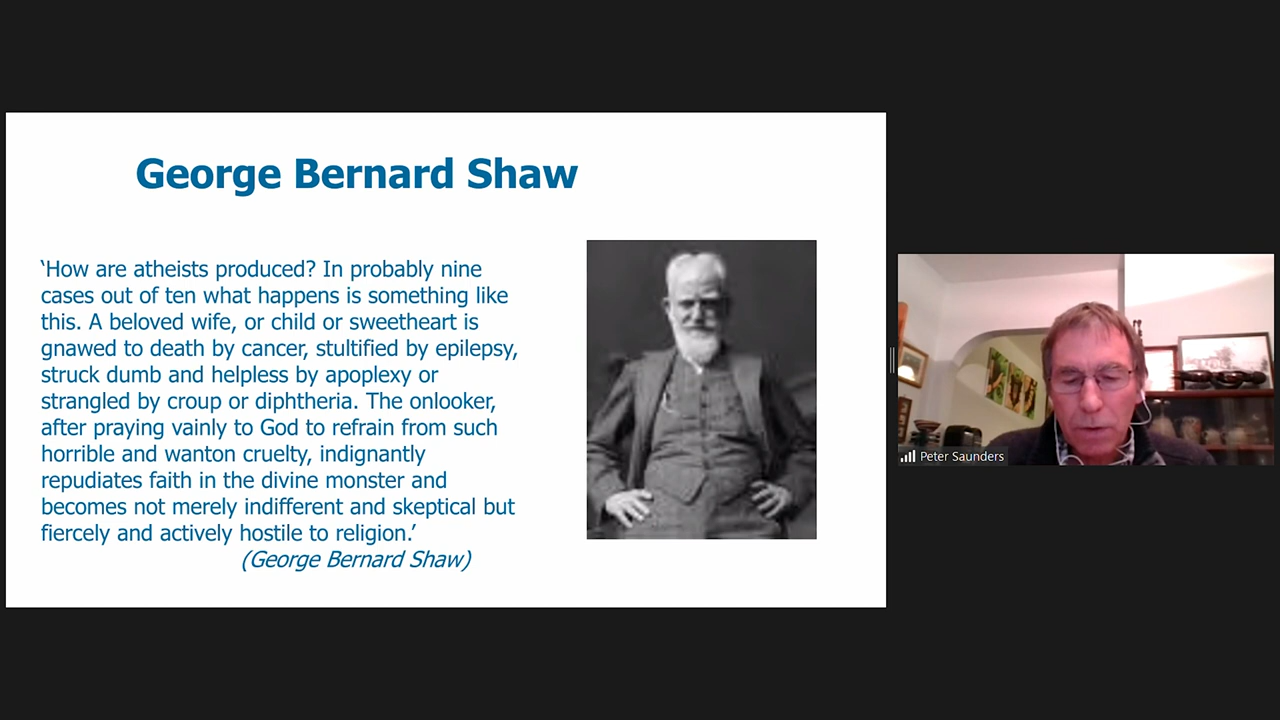 George Bernard Shaw
‘How are atheists produced? In probably nine
cases out of ten what happens is something like
this. A beloved wife, or child or sweetheart is
gnawed to death by cancer, stultified by epilepsy,
struck dumb and helpless by apoplexy or
strangled by croup or diphtheria. The onlooker,
after praying vainly to God to refrain from such
horrible and wanton cruelty, indignantly
repudiates faith in the divine monster and
becomes not merely indifferent and skeptical but
fiercely and actively hostile to religion.’
(George Bernard Shaw)
Peter Saunders